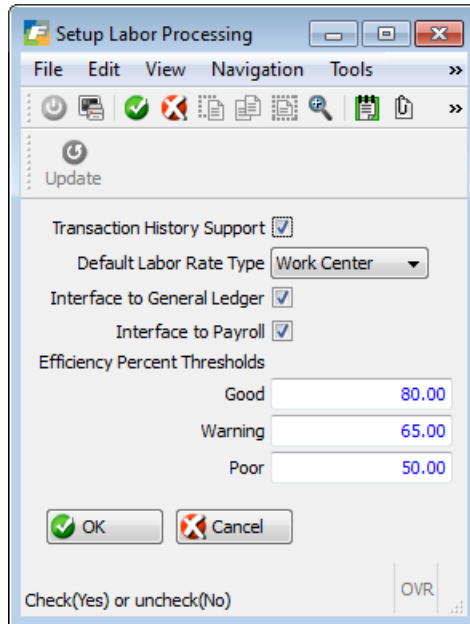 Setup Labor Processing
File Edit View Navigation Tools »
»
Update
Transaction History Support
Default Labor Rate Type Work Center
Interface to General Ledger
Interface to Payroll
Efficiency Percent Thresholds
Good 80.00
Warning 65.00
Poor 50.00
OK Cancel
Check(Yes) or uncheck(No) OVR